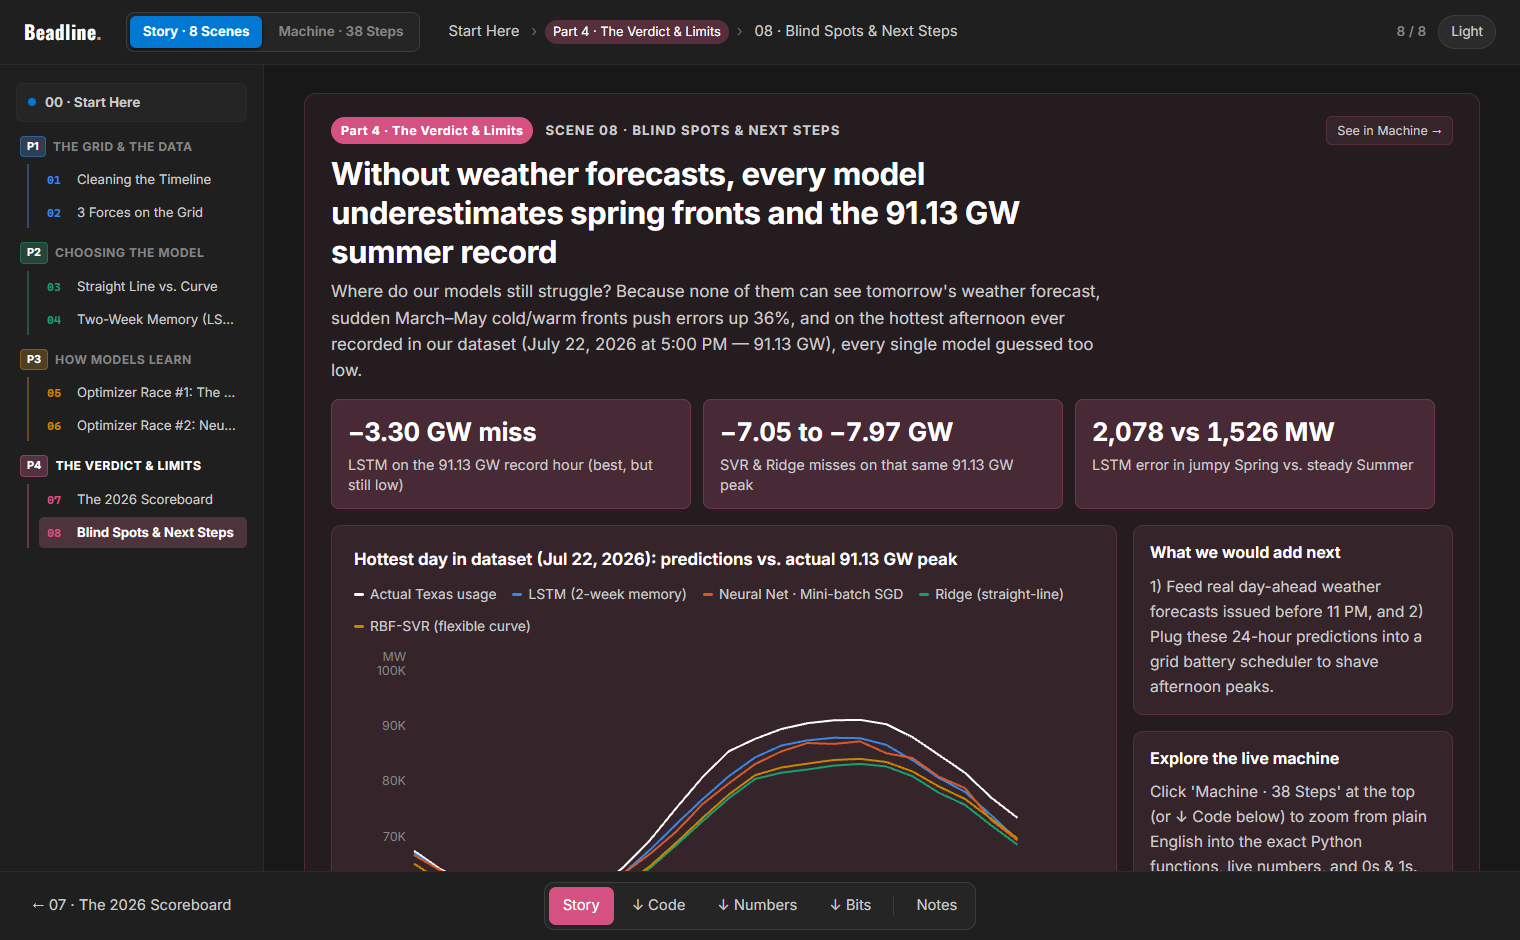 Beadline.
Story · 8 Scenes
Machine · 38 Steps
Start Here › Part 4 · The Verdict & Limits › 08 · Blind Spots & Next Steps
8 / 8
Light
00 · Start Here
P1 THE GRID & THE DATA
01 Cleaning the Timeline
02 3 Forces on the Grid
P2 CHOOSING THE MODEL
03 Straight Line vs. Curve
04 Two-Week Memory (LS...
P3 HOW MODELS LEARN
05 Optimizer Race #1: The ...
06 Optimizer Race #2: Neu...
P4 THE VERDICT & LIMITS
07 The 2026 Scoreboard
08 Blind Spots & Next Steps
Part 4 · The Verdict & Limits SCENE 08 · BLIND SPOTS & NEXT STEPS
See in Machine →
Without weather forecasts, every model
underestimates spring fronts and the 91.13 GW
summer record
Where do our models still struggle? Because none of them can see tomorrow's weather forecast,
sudden March–May cold/warm fronts push errors up 36%, and on the hottest afternoon ever
recorded in our dataset (July 22, 2026 at 5:00 PM — 91.13 GW), every single model guessed too
low.
−3.30 GW miss
LSTM on the 91.13 GW record hour (best, but
still low)
−7.05 to −7.97 GW
SVR & Ridge misses on that same 91.13 GW
peak
2,078 vs 1,526 MW
LSTM error in jumpy Spring vs. steady Summer
Hottest day in dataset (Jul 22, 2026): predictions vs. actual 91.13 GW peak
Actual Texas usage
LSTM (2-week memory)
Neural Net · Mini-batch SGD
Ridge (straight-line)
RBF-SVR (flexible curve)
MW
100K
90K
80K
70K
What we would add next
1) Feed real day-ahead weather
forecasts issued before 11 PM, and 2)
Plug these 24-hour predictions into a
grid battery scheduler to shave
afternoon peaks.
Explore the live machine
Click 'Machine · 38 Steps' at the top
(or ↓ Code below) to zoom from plain
English into the exact Python
functions, live numbers, and 0s & 1s.
← 07 · The 2026 Scoreboard
Story
↓ Code
↓ Numbers
↓ Bits
Notes